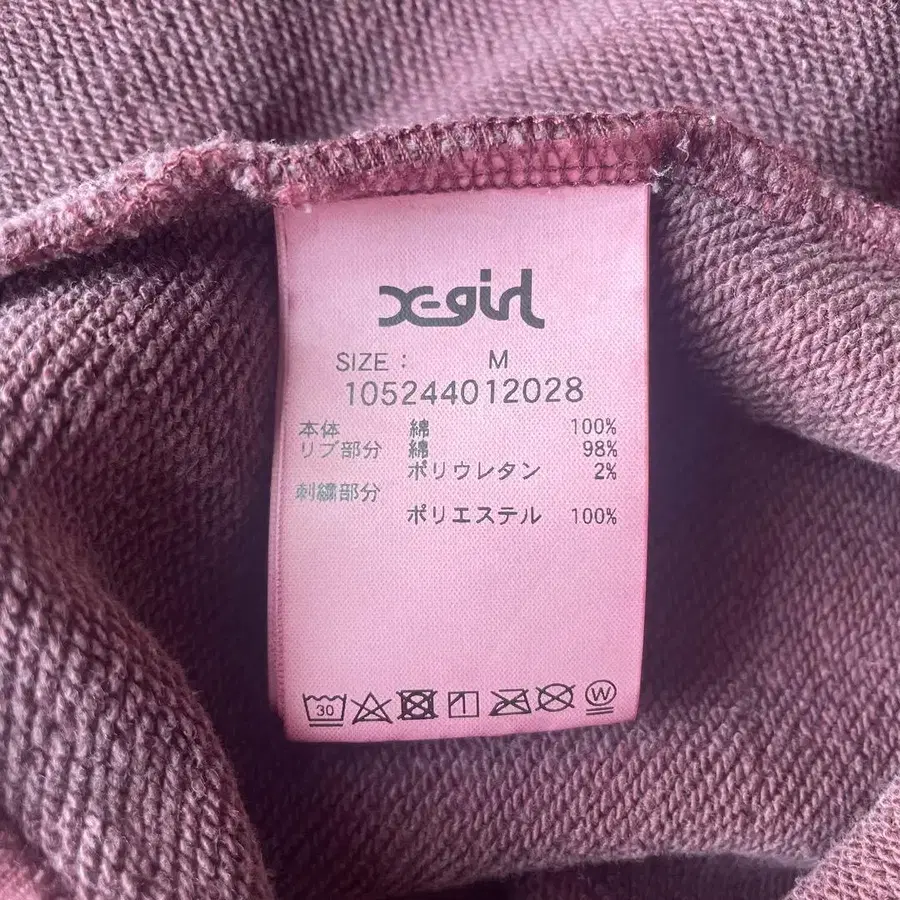 X-girl
SIZE : M
105244012028
本体 綿 100%
リブ部分 綿 98%
ポリウレタン 2%
刺繍部分
ポリエステル 100%
30 W